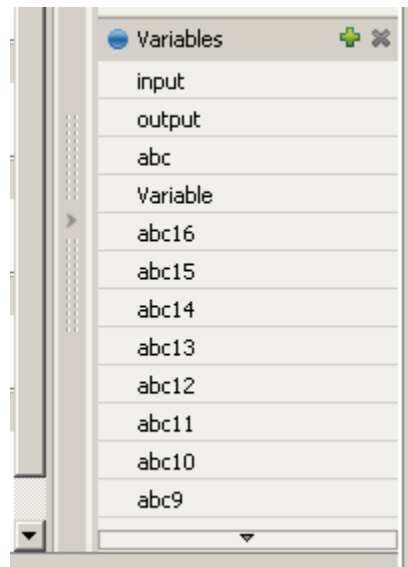 Variables
input
output
abc
Variable
abc16
abc15
abc14
abc13
abc12
abc11
abc10
abc9